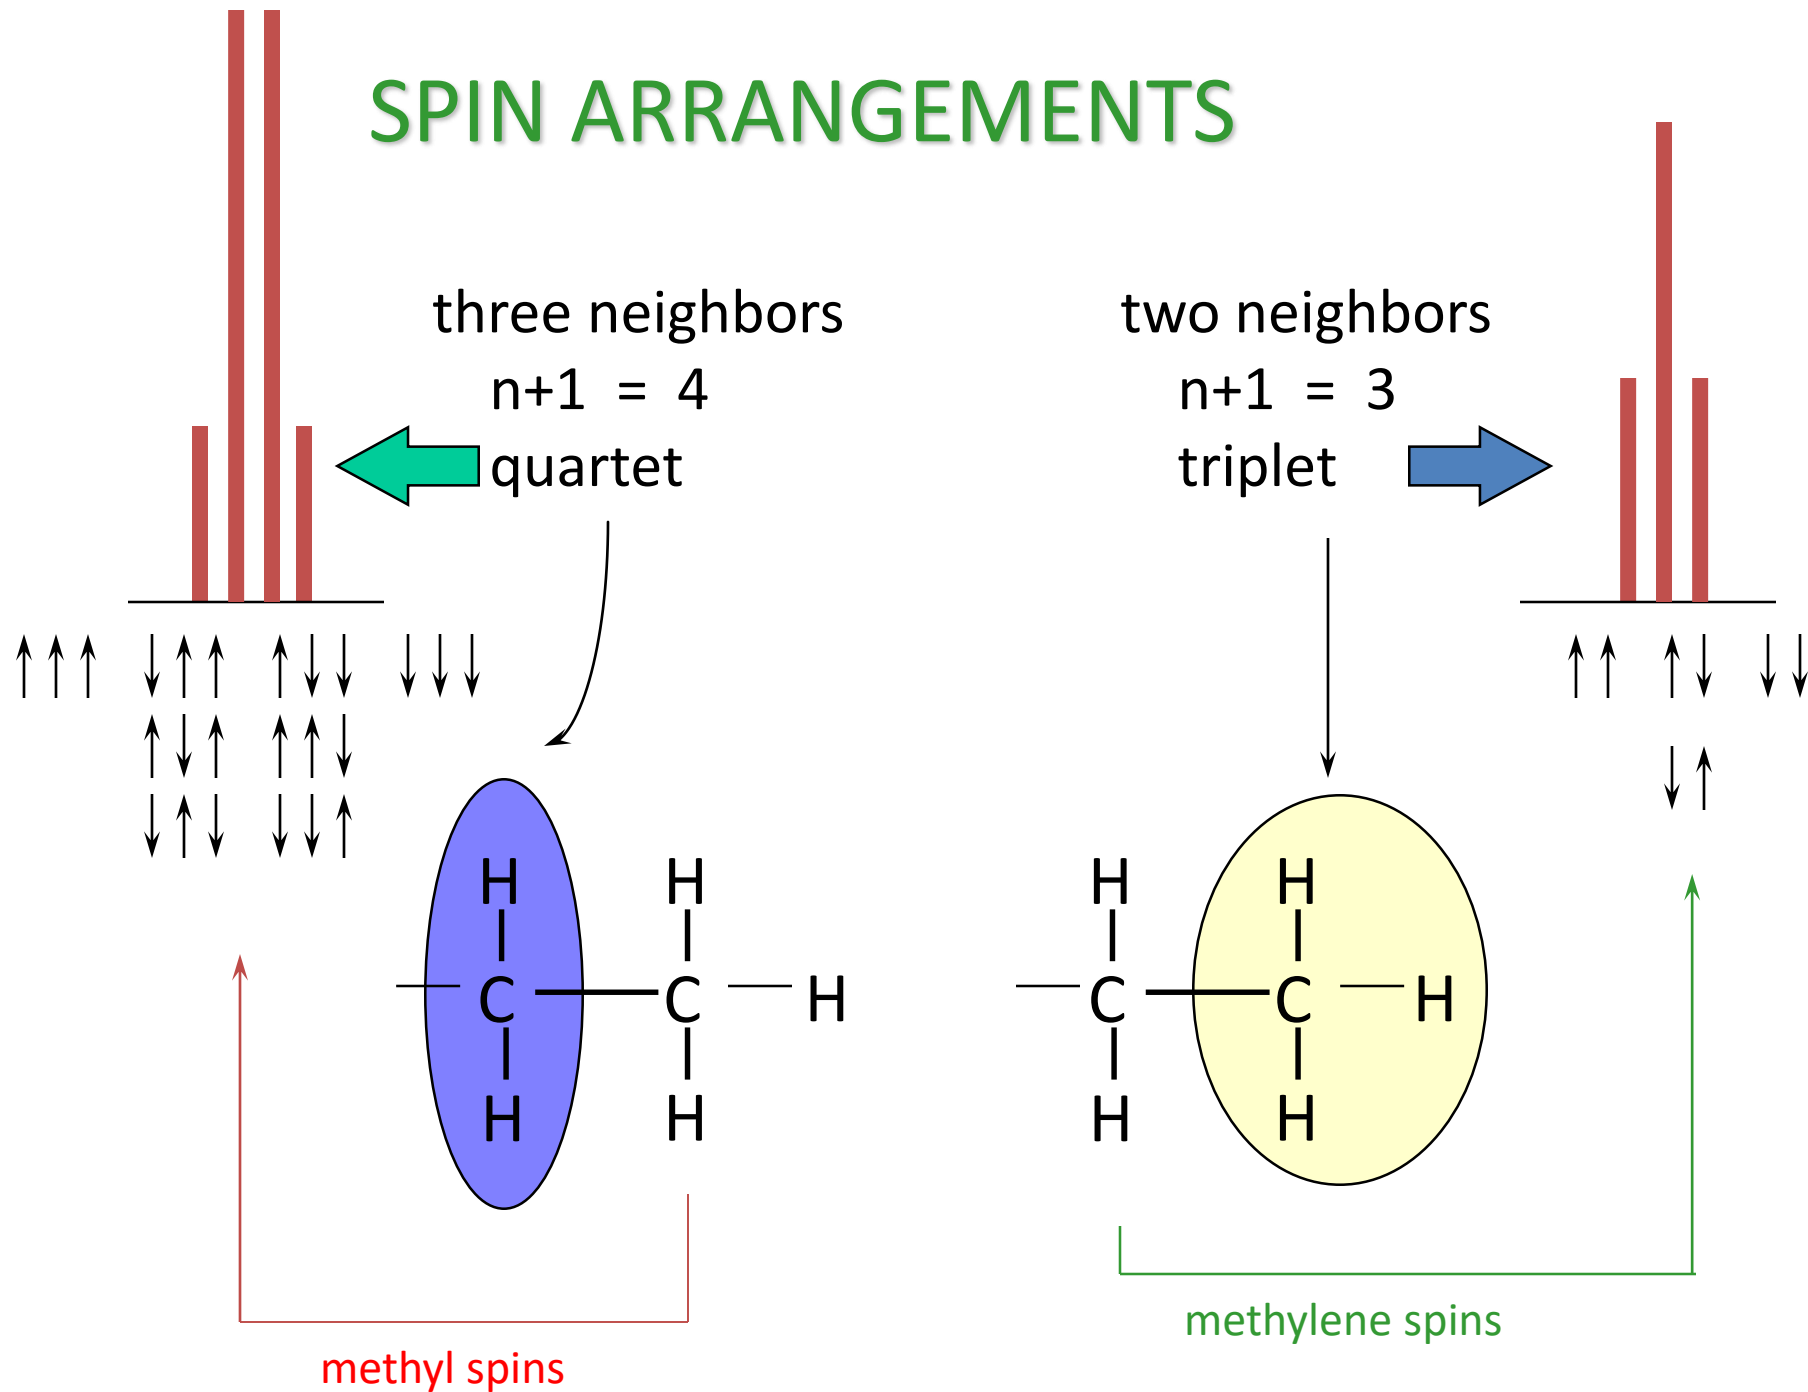 SPIN ARRANGEMENTS
three neighbors
n+1 = 4
quartet
two neighbors
n+1 = 3
triplet
H H
C C H
H H
H H
C C H
H H
methyl spins
methylene spins